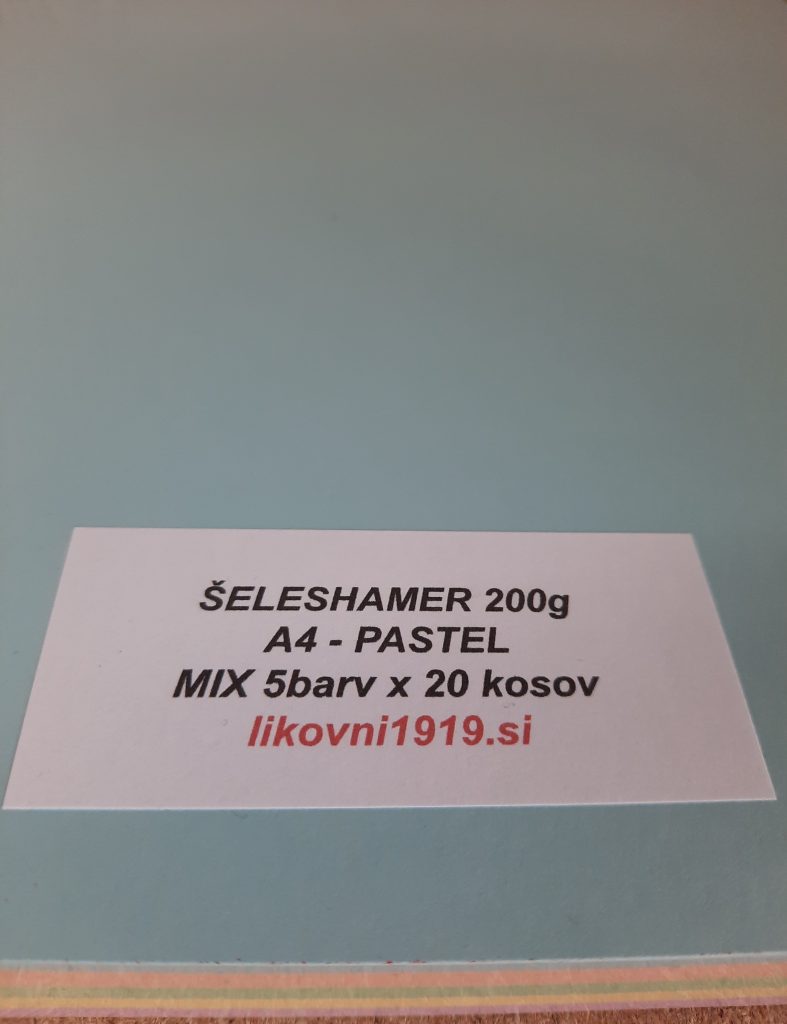 ŠELESHAMER 200g
A4 - PASTEL
MIX 5barv x 20 kosov
likovni1919.si